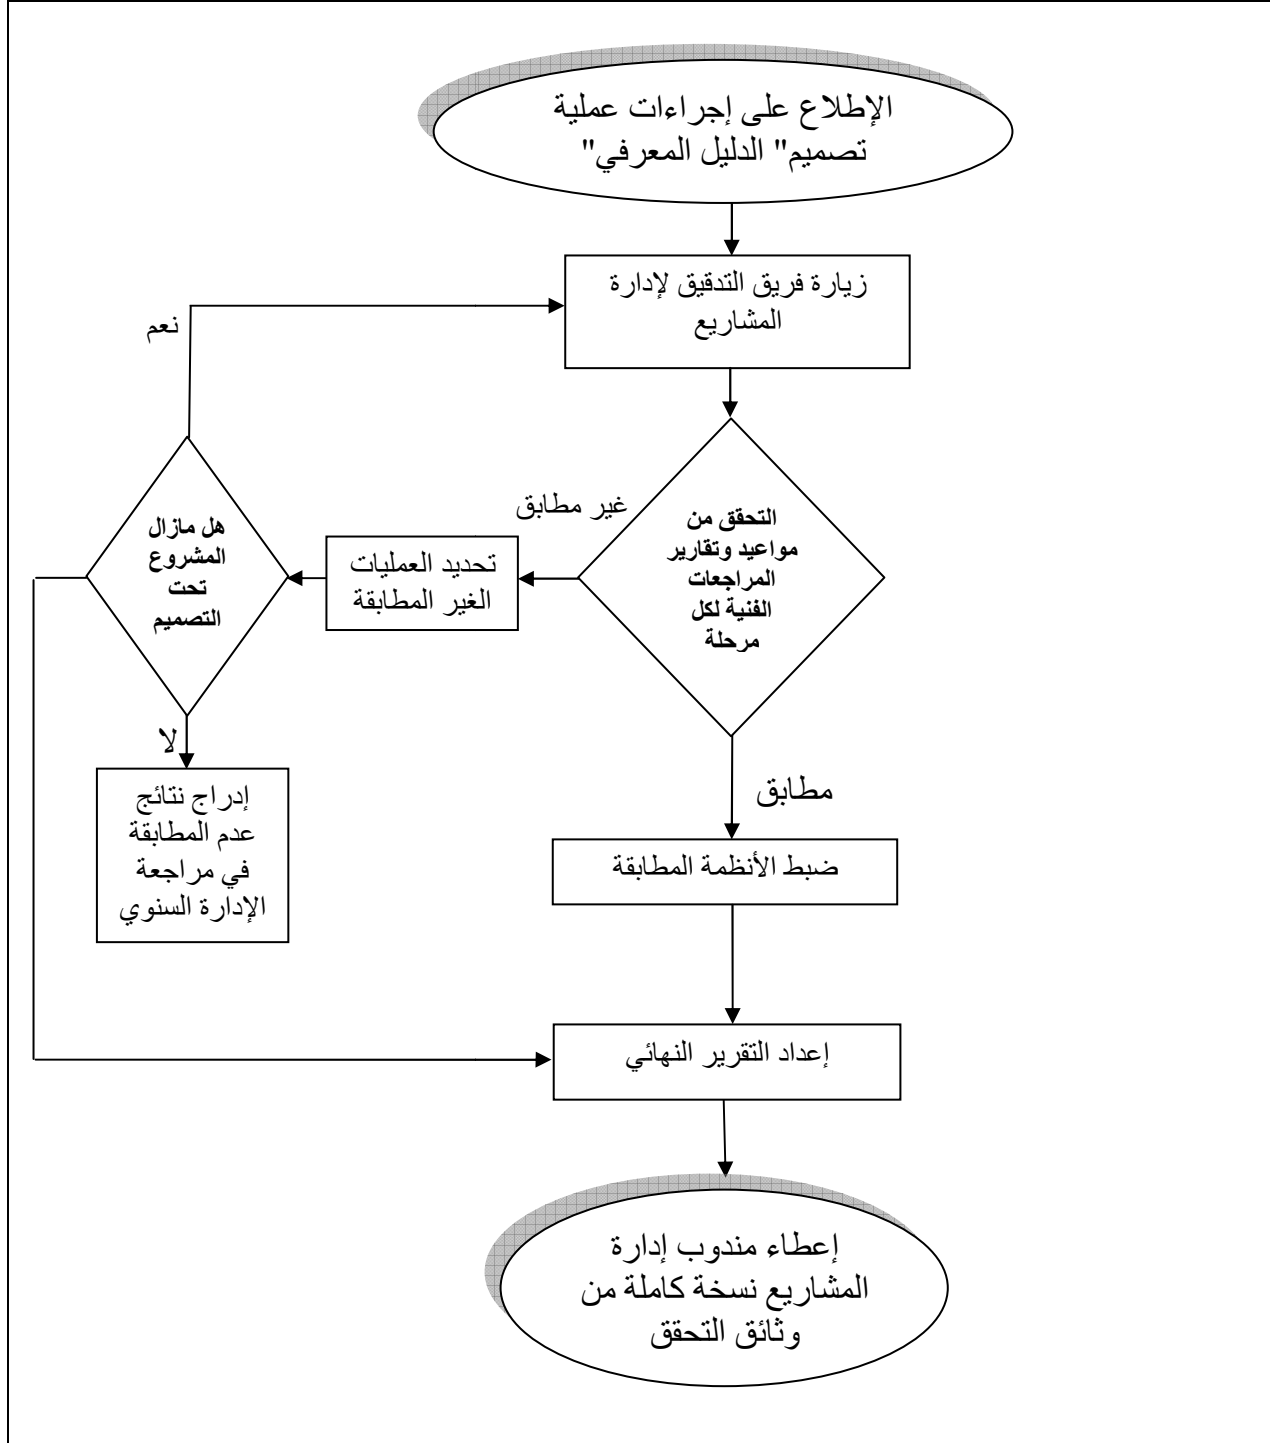 الإطلاع على إجراءات عملية
تصميم" الدليل المعرفي"
زيارة فريق التدقيق لإدارة
المشاريع
نعم
التحقق من
مواعيد وتقارير
المراجعات
الفنية لكل
مرحلة
غير مطابق
تحديد العمليات
الغير المطابقة
هل مازال
المشروع
تحت
التصميم
لا
إدراج نتائج
عدم المطابقة
في مراجعة
الإدارة السنوي
مطابق
ضبط الأنظمة المطابقة
إعداد التقرير النهائي
إعطاء مندوب إدارة
المشاريع نسخة كاملة من
وثائق التحقق